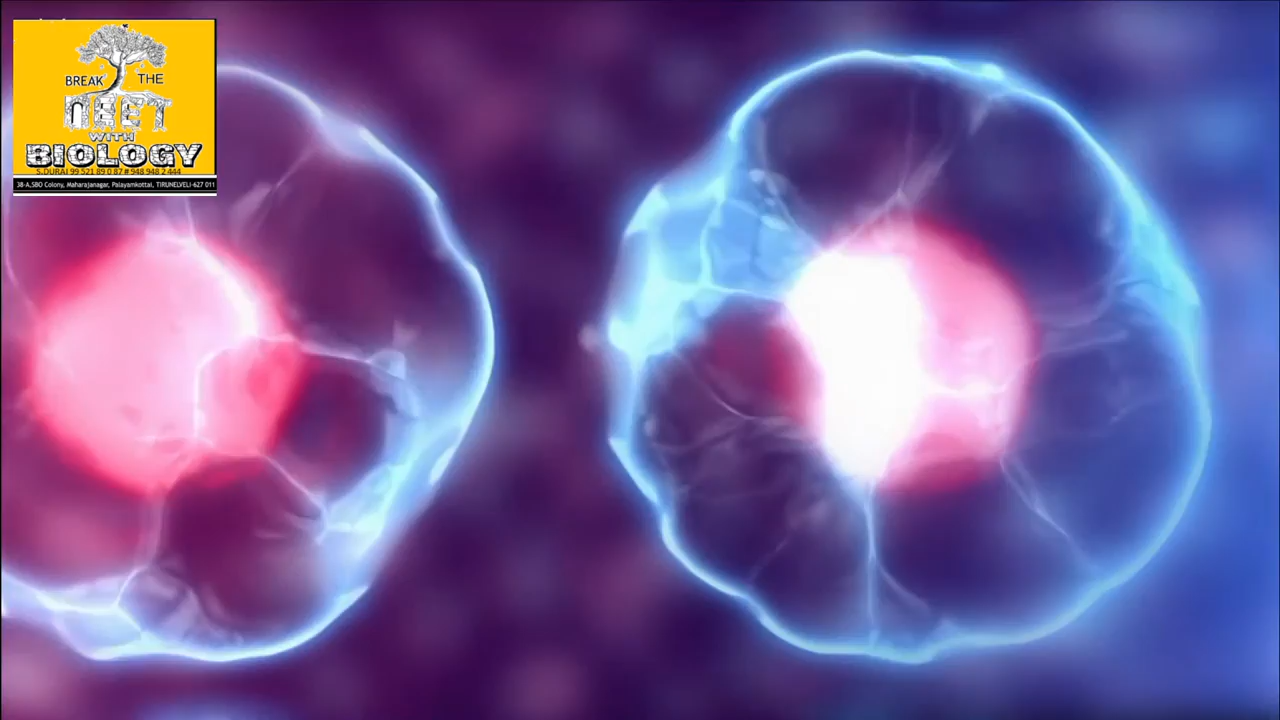 BREAK THE
NEET
WITH
BIOLOGY
S.DURAI 99 521 89 0 87 # 948 948 2 444
38-A,SBO Colony, Maharajanagar, Palayamkottai, TIRUNELVELI-627 011